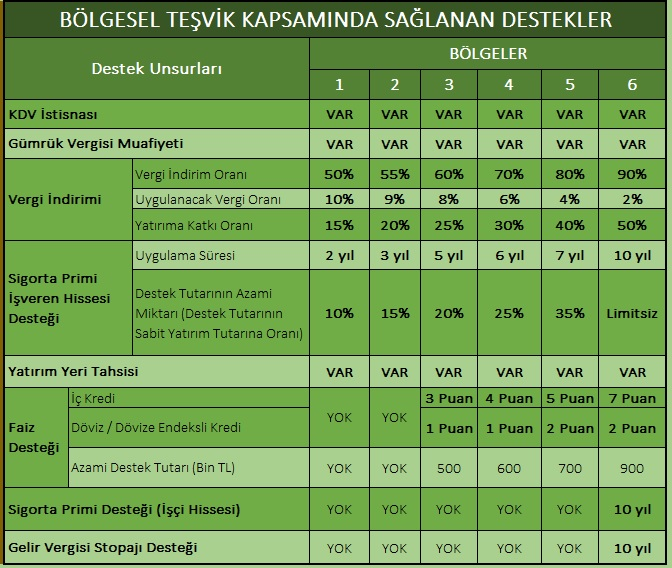 BÖLGESEL TEŞVİK KAPSAMINDA SAĞLANAN DESTEKLER
Destek Unsurları BÖLGELER
1 2 3 4 5 6
KDV İstisnası VAR VAR VAR VAR VAR VAR
Gümrük Vergisi Muafiyeti VAR VAR VAR VAR VAR VAR
Vergi İndirimi
Vergi İndirim Oranı 50% 55% 60% 70% 80% 90%
Uygulanacak Vergi Oranı 10% 9% 8% 6% 4% 2%
Yatırıma Katkı Oranı 15% 20% 25% 30% 40% 50%
Sigorta Primi
İşveren Hissesi
Desteği
Uygulama Süresi 2 yıl 3 yıl 5 yıl 6 yıl 7 yıl 10 yıl
Destek Tutarının Azami
Miktarı (Destek Tutarının
Sabit Yatırım Tutarına Oranı)
10% 15% 20% 25% 35% Limitsiz
Yatırım Yeri Tahsisi VAR VAR VAR VAR VAR VAR
Faiz
Desteği
İç Kredi YOK YOK 3 Puan 4 Puan 5 Puan 7 Puan
Döviz / Dövize Endeksli Kredi 1 Puan 1 Puan 2 Puan 2 Puan
Azami Destek Tutarı (Bin TL) YOK YOK 500 600 700 900
Sigorta Primi Desteği (İşçi Hissesi) YOK YOK YOK YOK YOK 10 yıl
Gelir Vergisi Stopajı Desteği YOK YOK YOK YOK YOK 10 yıl